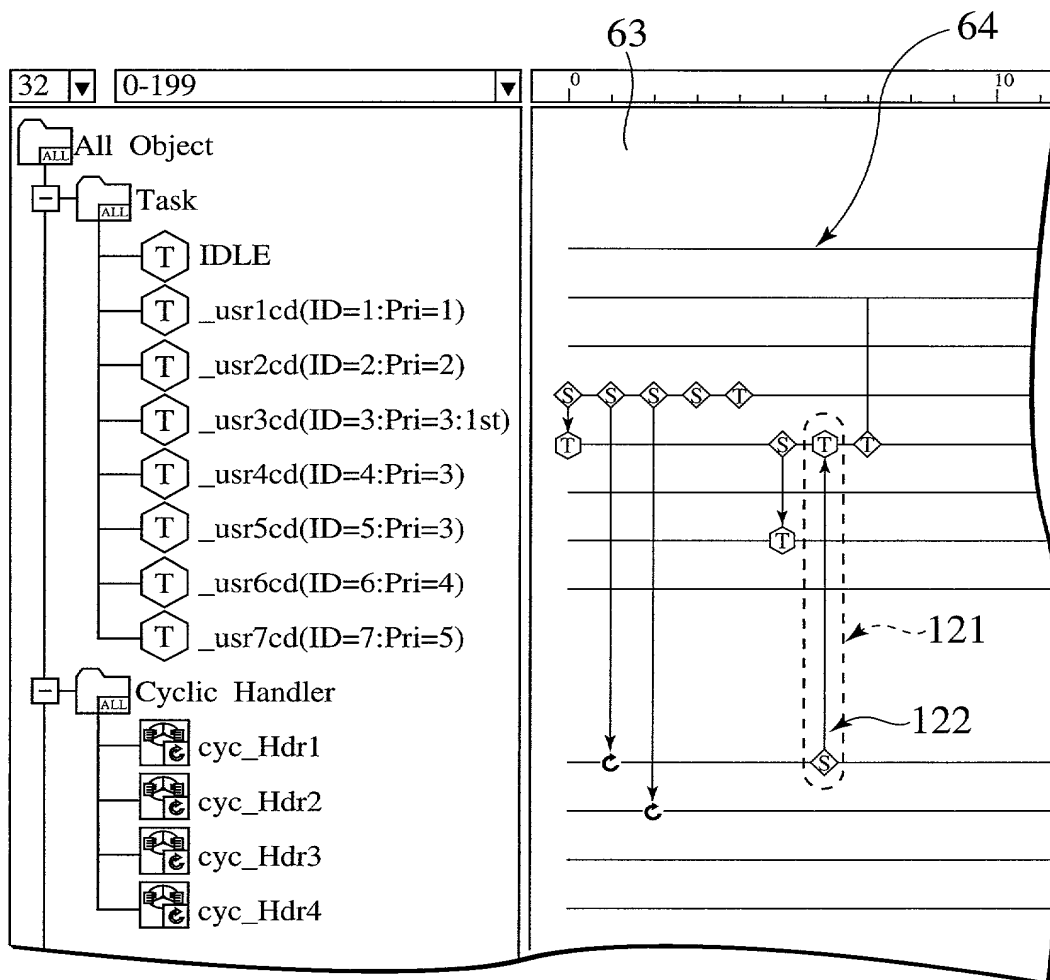 63
64
32 0-199 0 10
ALL All Object
ALL Task
T IDLE
T _usr1cd(ID=1:Pri=1)
T _usr2cd(ID=2:Pri=2)
S S S S T
T _usr3cd(ID=3:Pri=3:1st)
T S T T
T _usr4cd(ID=4:Pri=3)
T _usr5cd(ID=5:Pri=3)
T
T _usr6cd(ID=6:Pri=4)
T _usr7cd(ID=7:Pri=5)
121
ALL Cyclic Handler
122
cyc_Hdr1
S
cyc_Hdr2
cyc_Hdr3
cyc_Hdr4